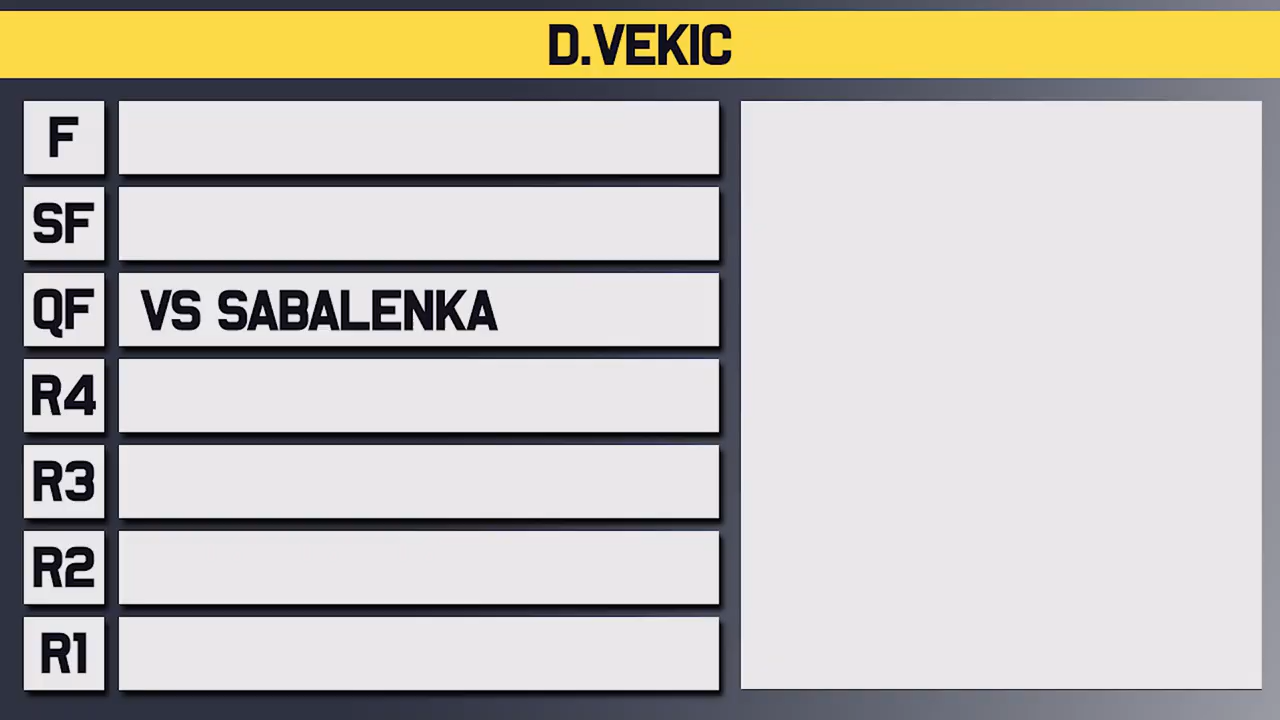 D.VEKIC
F
SF
QF VS SABALENKA
R4
R3
R2
R1